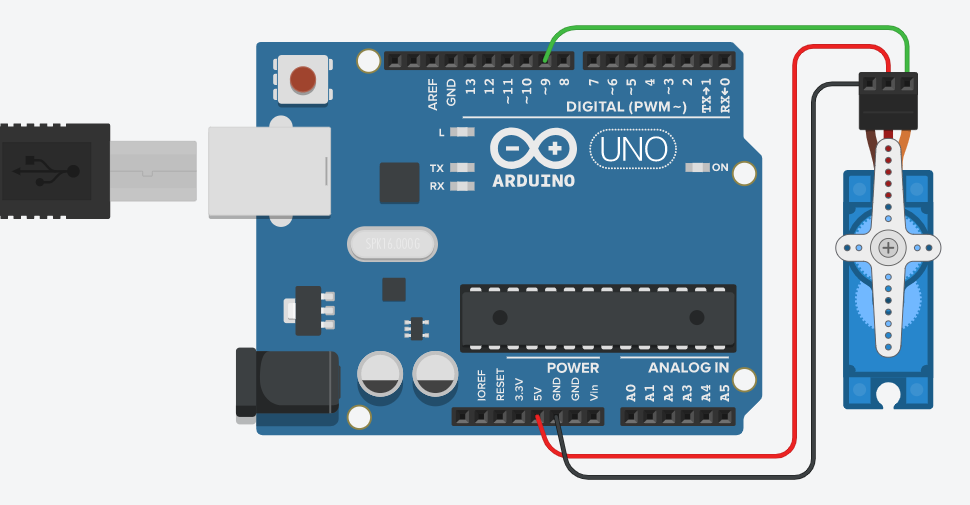 AREF
GND
13
12
~11
~10
~9
8
7
~6
~5
4
~3
2
TX→1
RX←0
DIGITAL (PWM~)
L
TX
RX
ARDUINO
UNO
ON
SPK16.000G
POWER
ANALOG IN
IOREF
RESET
3.3V
5V
GND
GND
Vin
A0
A1
A2
A3
A4
A5